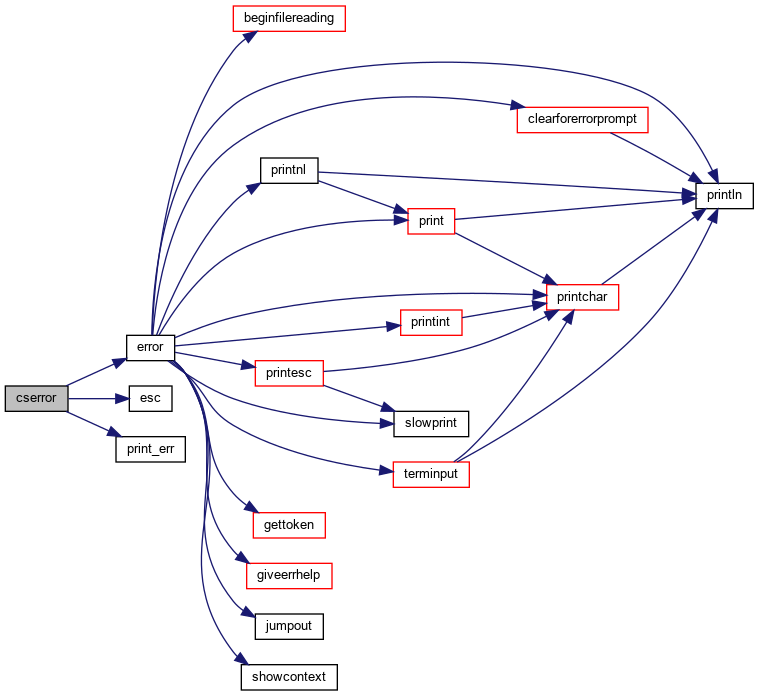 beginfilereading
clearforerrorprompt
printnl
println
print
printchar
printint
error
printesc
cserror
esc
slowprint
print_err
terminput
gettoken
giveerrhelp
jumpout
showcontext